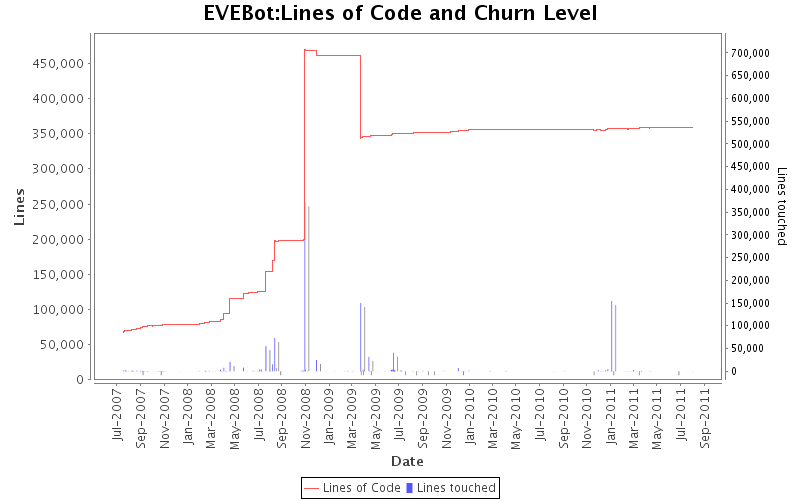 EVEBot:Lines of Code and Churn Level
Lines
450,000
400,000
350,000
300,000
250,000
200,000
150,000
100,000
50,000
0
700,000
650,000
600,000
550,000
500,000
450,000
400,000
350,000
300,000
250,000
200,000
150,000
100,000
50,000
0
Lines touched
Jul-2007
Sep-2007
Nov-2007
Jan-2008
Mar-2008
May-2008
Jul-2008
Sep-2008
Nov-2008
Jan-2009
Mar-2009
May-2009
Jul-2009
Sep-2009
Nov-2009
Jan-2010
Mar-2010
May-2010
Jul-2010
Sep-2010
Nov-2010
Jan-2011
Mar-2011
May-2011
Jul-2011
Sep-2011
Date
Lines of Code Lines touched